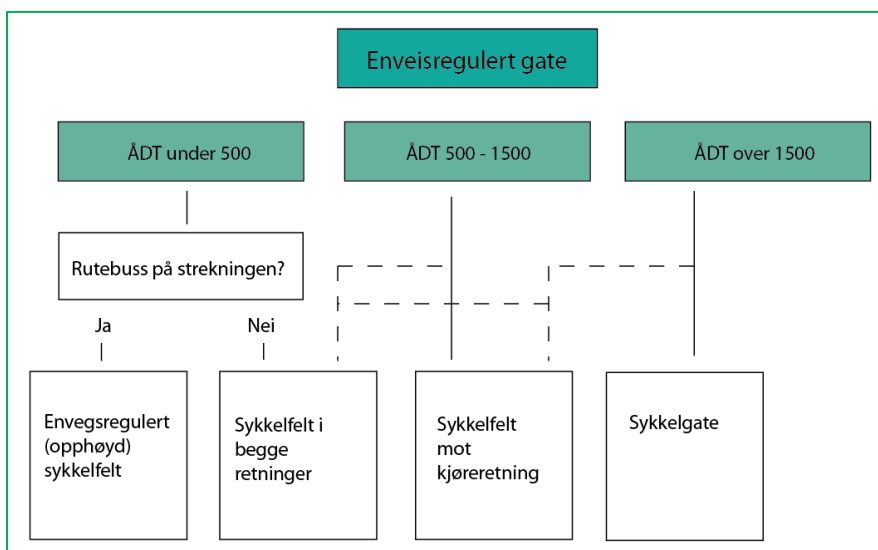 Enveisregulert gate
ÅDT under 500
ÅDT 500 - 1500
ÅDT over 1500
Rutebuss på strekningen?
Ja
Nei
Envegsregulert
(opphøyd)
sykkelfelt
Sykkelfelt i
begge
retninger
Sykkelfelt
mot
kjøreretning
Sykkelgate